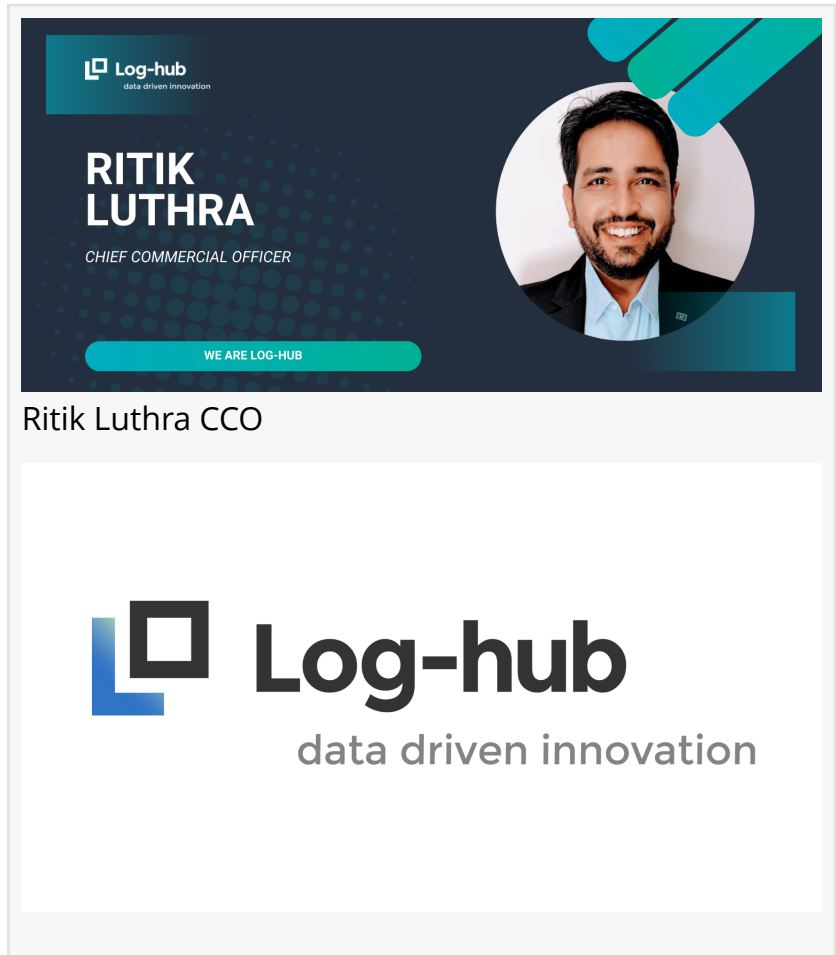 Log-hub
data driven innovation
RITIK
LUTHRA
CHIEF COMMERCIAL OFFICER
WE ARE LOG-HUB
Ritik Luthra CCO
Log-hub
data driven innovation